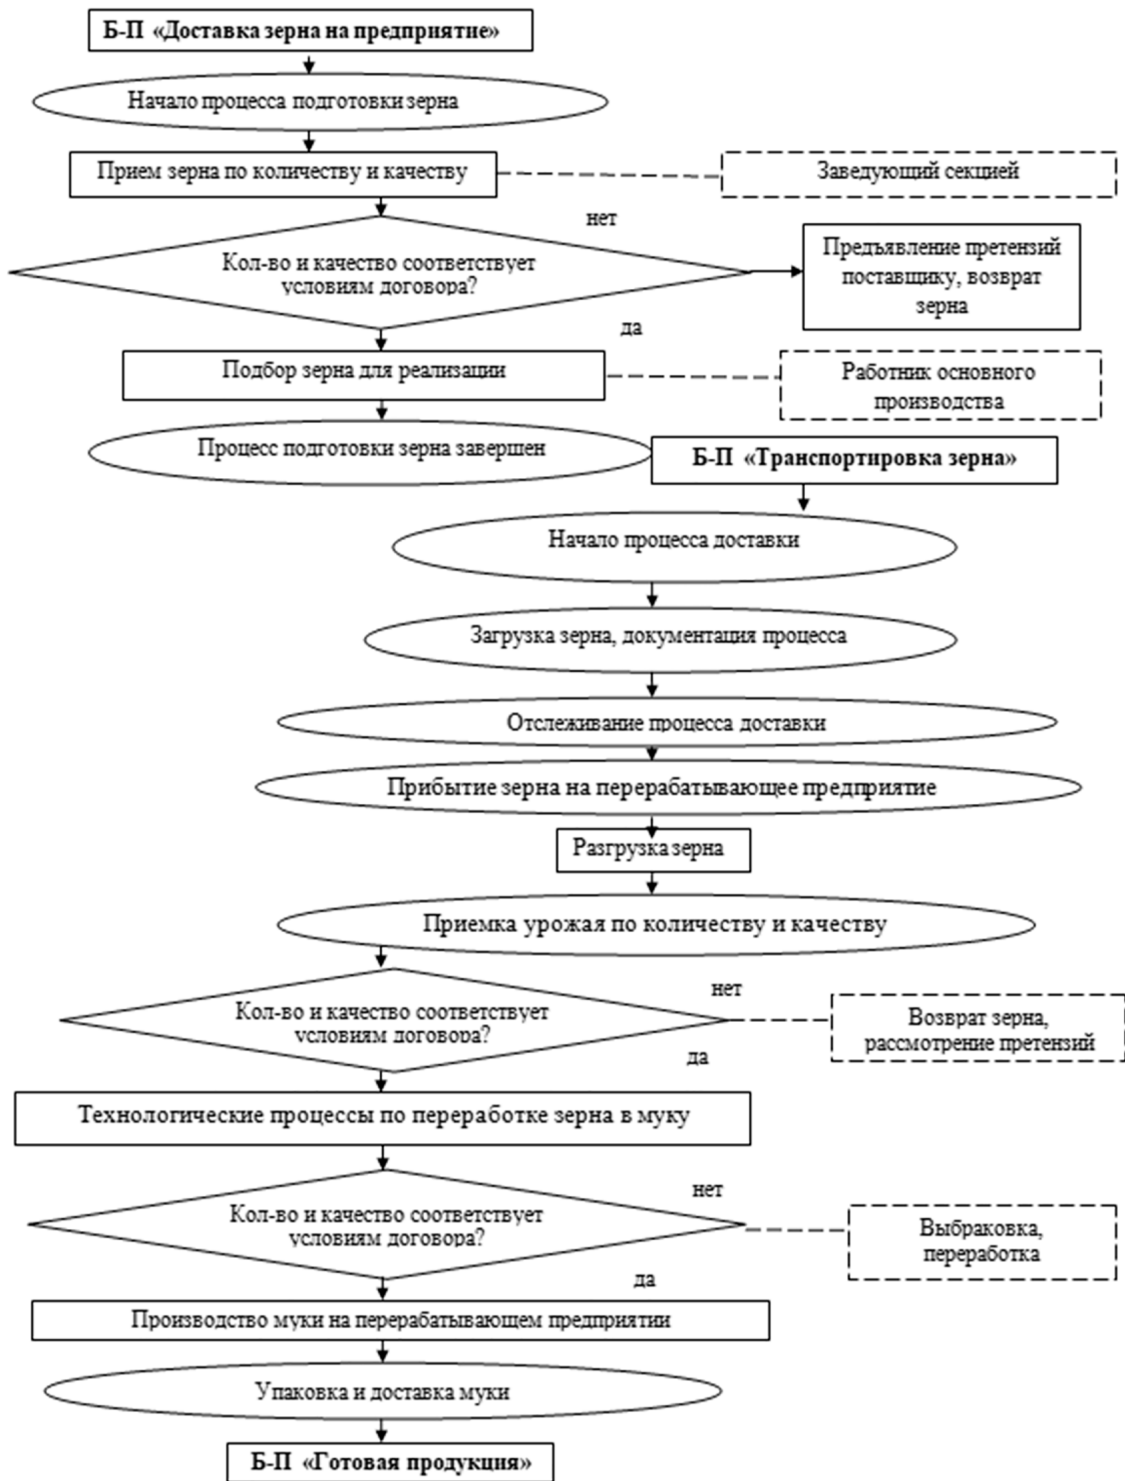 Б-П «Доставка зерна на предприятие»
Начало процесса подготовки зерна
Прием зерна по количеству и качеству
Заведующий секцией
нет
Кол-во и качество соответствует
условиям договора?
Предъявление претензий
поставщику, возврат
зерна
да
Подбор зерна для реализации
Работник основного
производства
Процесс подготовки зерна завершен
Б-П «Транспортировка зерна»
Начало процесса доставки
Загрузка зерна, документация процесса
Отслеживание процесса доставки
Прибытие зерна на перерабатывающее предприятие
Разгрузка зерна
Приемка урожая по количеству и качеству
нет
Кол-во и качество соответствует
условиям договора?
Возврат зерна,
рассмотрение претензий
да
Технологические процессы по переработке зерна в муку
нет
Кол-во и качество соответствует
условиям договора?
Выбраковка,
переработка
да
Производство муки на перерабатывающем предприятии
Упаковка и доставка муки
Б-П «Готовая продукция»